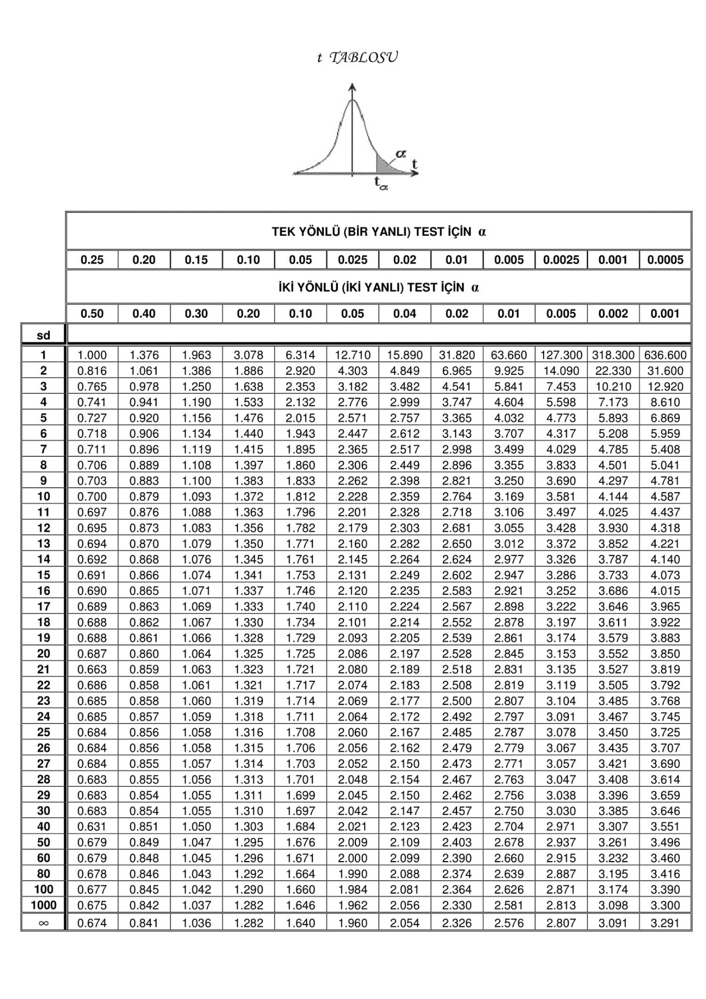 t TABLOSU
α
t
tα
TEK YÖNLÜ (BİR YANLI) TEST İÇİN α
0.25 0.20 0.15 0.10 0.05 0.025 0.02 0.01 0.005 0.0025 0.001 0.0005
İKİ YÖNLÜ (İKİ YANLI) TEST İÇİN α
0.50 0.40 0.30 0.20 0.10 0.05 0.04 0.02 0.01 0.005 0.002 0.001
sd
1 1.000 1.376 1.963 3.078 6.314 12.710 15.890 31.820 63.660 127.300 318.300 636.600
2 0.816 1.061 1.386 1.886 2.920 4.303 4.849 6.965 9.925 14.090 22.330 31.600
3 0.765 0.978 1.250 1.638 2.353 3.182 3.482 4.541 5.841 7.453 10.210 12.920
4 0.741 0.941 1.190 1.533 2.132 2.776 2.999 3.747 4.604 5.598 7.173 8.610
5 0.727 0.920 1.156 1.476 2.015 2.571 2.757 3.365 4.032 4.773 5.893 6.869
6 0.718 0.906 1.134 1.440 1.943 2.447 2.612 3.143 3.707 4.317 5.208 5.959
7 0.711 0.896 1.119 1.415 1.895 2.365 2.517 2.998 3.499 4.029 4.785 5.408
8 0.706 0.889 1.108 1.397 1.860 2.306 2.449 2.896 3.355 3.833 4.501 5.041
9 0.703 0.883 1.100 1.383 1.833 2.262 2.398 2.821 3.250 3.690 4.297 4.781
10 0.700 0.879 1.093 1.372 1.812 2.228 2.359 2.764 3.169 3.581 4.144 4.587
11 0.697 0.876 1.088 1.363 1.796 2.201 2.328 2.718 3.106 3.497 4.025 4.437
12 0.695 0.873 1.083 1.356 1.782 2.179 2.303 2.681 3.055 3.428 3.930 4.318
13 0.694 0.870 1.079 1.350 1.771 2.160 2.282 2.650 3.012 3.372 3.852 4.221
14 0.692 0.868 1.076 1.345 1.761 2.145 2.264 2.624 2.977 3.326 3.787 4.140
15 0.691 0.866 1.074 1.341 1.753 2.131 2.249 2.602 2.947 3.286 3.733 4.073
16 0.690 0.865 1.071 1.337 1.746 2.120 2.235 2.583 2.921 3.252 3.686 4.015
17 0.689 0.863 1.069 1.333 1.740 2.110 2.224 2.567 2.898 3.222 3.646 3.965
18 0.688 0.862 1.067 1.330 1.734 2.101 2.214 2.552 2.878 3.197 3.611 3.922
19 0.688 0.861 1.066 1.328 1.729 2.093 2.205 2.539 2.861 3.174 3.579 3.883
20 0.687 0.860 1.064 1.325 1.725 2.086 2.197 2.528 2.845 3.153 3.552 3.850
21 0.663 0.859 1.063 1.323 1.721 2.080 2.189 2.518 2.831 3.135 3.527 3.819
22 0.686 0.858 1.061 1.321 1.717 2.074 2.183 2.508 2.819 3.119 3.505 3.792
23 0.685 0.858 1.060 1.319 1.714 2.069 2.177 2.500 2.807 3.104 3.485 3.768
24 0.685 0.857 1.059 1.318 1.711 2.064 2.172 2.492 2.797 3.091 3.467 3.745
25 0.684 0.856 1.058 1.316 1.708 2.060 2.167 2.485 2.787 3.078 3.450 3.725
26 0.684 0.856 1.058 1.315 1.706 2.056 2.162 2.479 2.779 3.067 3.435 3.707
27 0.684 0.855 1.057 1.314 1.703 2.052 2.150 2.473 2.771 3.057 3.421 3.690
28 0.683 0.855 1.056 1.313 1.701 2.048 2.154 2.467 2.763 3.047 3.408 3.614
29 0.683 0.854 1.055 1.311 1.699 2.045 2.150 2.462 2.756 3.038 3.396 3.659
30 0.683 0.854 1.055 1.310 1.697 2.042 2.147 2.457 2.750 3.030 3.385 3.646
40 0.631 0.851 1.050 1.303 1.684 2.021 2.123 2.423 2.704 2.971 3.307 3.551
50 0.679 0.849 1.047 1.295 1.676 2.009 2.109 2.403 2.678 2.937 3.261 3.496
60 0.679 0.848 1.045 1.296 1.671 2.000 2.099 2.390 2.660 2.915 3.232 3.460
80 0.678 0.846 1.043 1.292 1.664 1.990 2.088 2.374 2.639 2.887 3.195 3.416
100 0.677 0.845 1.042 1.290 1.660 1.984 2.081 2.364 2.626 2.871 3.174 3.390
1000 0.675 0.842 1.037 1.282 1.646 1.962 2.056 2.330 2.581 2.813 3.098 3.300
∞ 0.674 0.841 1.036 1.282 1.640 1.960 2.054 2.326 2.576 2.807 3.091 3.291